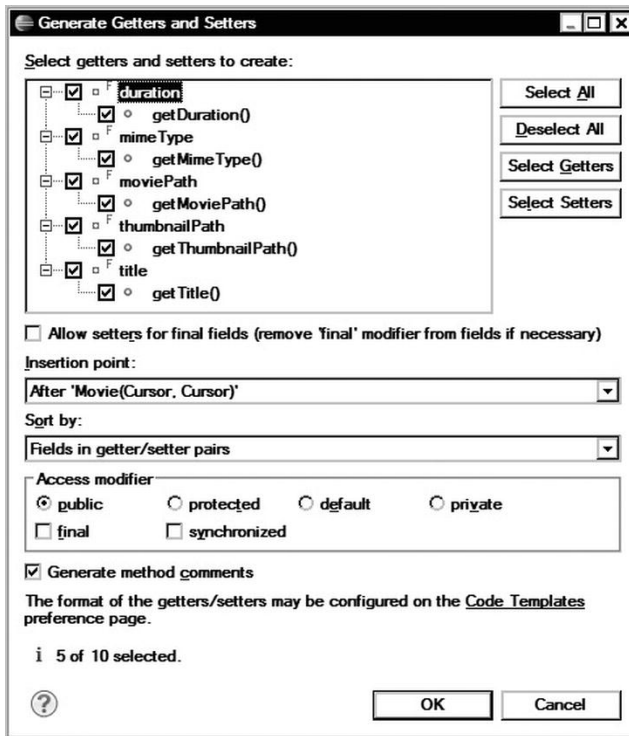 Generate Getters and Setters
Select getters and setters to create:
F duration
getDuration()
F mimeType
getMimeType()
F moviePath
getMoviePath()
F thumbnailPath
getThumbnailPath()
F title
getTitle()
Select All
Deselect All
Select Getters
Select Setters
Allow setters for final fields (remove 'final' modifier from fields if necessary)
Insertion point:
After 'Movie(Cursor, Cursor)'
Sort by:
Fields in getter/setter pairs
Access modifier
public protected default private
final synchronized
Generate method comments
The format of the getters/setters may be configured on the Code Templates
preference page.
i 5 of 10 selected.
? OK Cancel